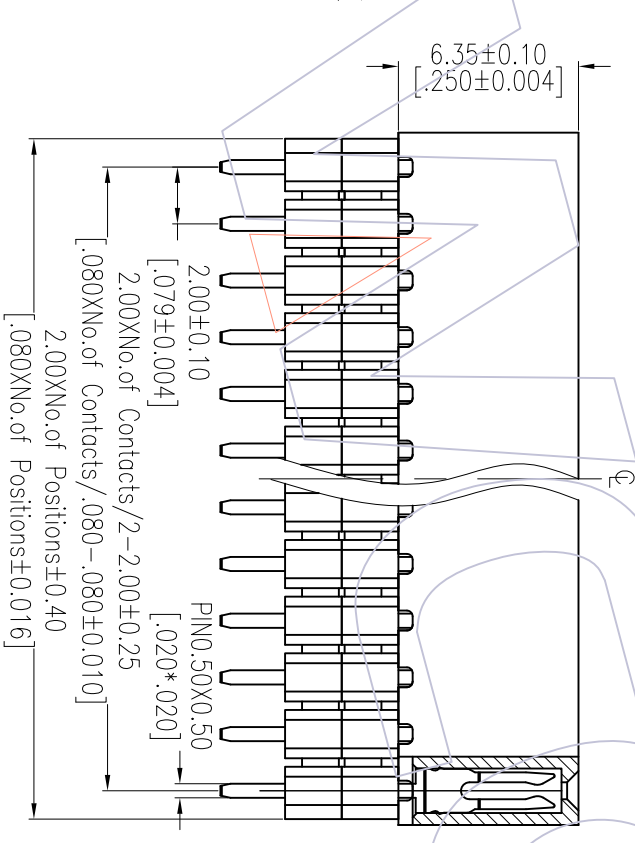 6.35±0.10
[.250±0.004]
℄
2.00±0.10
[.079±0.004]
2.00XNo.of Contacts/2-2.00±0.25
[.080XNo.of Contacts/.080-.080±0.010]
2.00XNo.of Positions±0.40
[.080XNo.of Positions±0.016]
PIN0.50X0.50
[.020*.020]